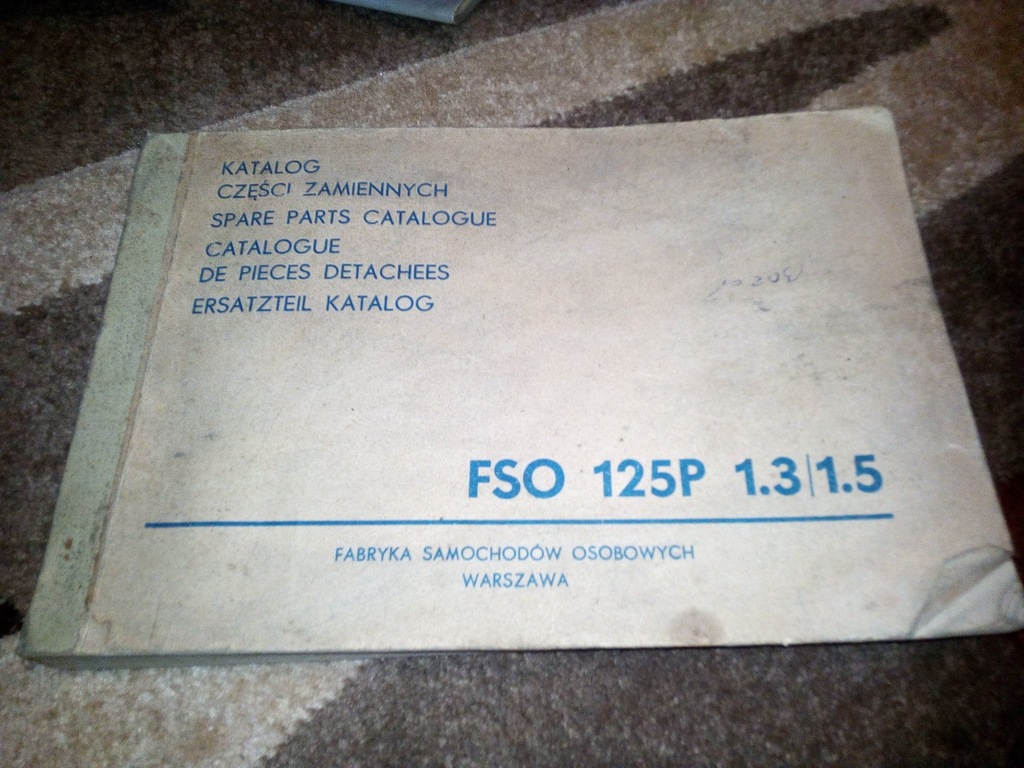 KATALOG
CZĘŚCI ZAMIENNYCH
SPARE PARTS CATALOGUE
CATALOGUE
DE PIECES DETACHEES
ERSATZTEIL KATALOG
FSO 125P 1.3|1.5
FABRYKA SAMOCHODÓW OSOBOWYCH
WARSZAWA